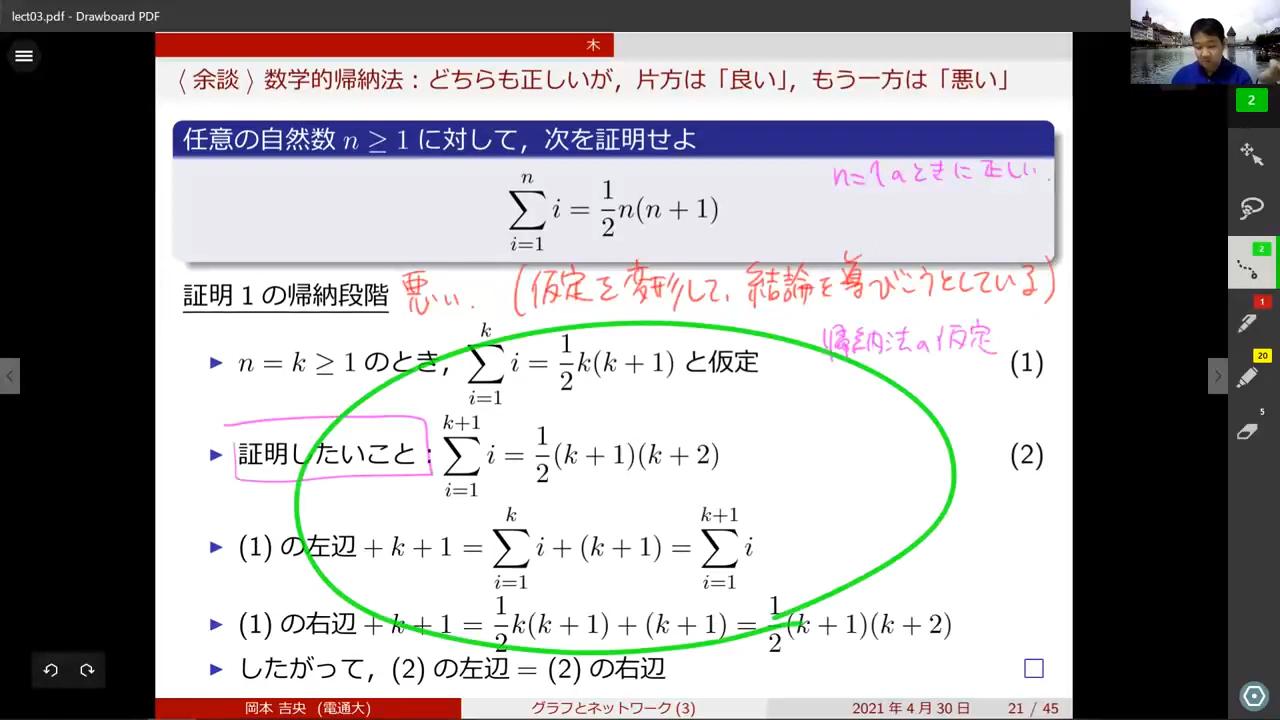 lect03.pdf - Drawboard PDF
木
〈余談〉数学的帰納法:どちらも正しいが,片方は「良い」,もう一方は「悪い」
任意の自然数 n ≥ 1 に対して,次を証明せよ
n=1のときに正しい.
∑_{i=1}^{n} i = 1/2 n(n + 1)
証明1の帰納段階 悪い. (仮定を変形して、結論を導びこうとしている)
帰納法の仮定
▶ n = k ≥ 1 のとき, ∑_{i=1}^{k} i = 1/2 k(k + 1) と仮定 (1)
▶ 証明したいこと: ∑_{i=1}^{k+1} i = 1/2 (k + 1)(k + 2) (2)
▶ (1) の左辺 + k + 1 = ∑_{i=1}^{k} i + (k + 1) = ∑_{i=1}^{k+1} i
▶ (1) の右辺 + k + 1 = 1/2 k(k + 1) + (k + 1) = 1/2 (k + 1)(k + 2)
▶ したがって,(2) の左辺 = (2) の右辺 □
岡本 吉央 (電通大) グラフとネットワーク (3) 2021 年 4 月 30 日 21 / 45
2
2
1
20
5